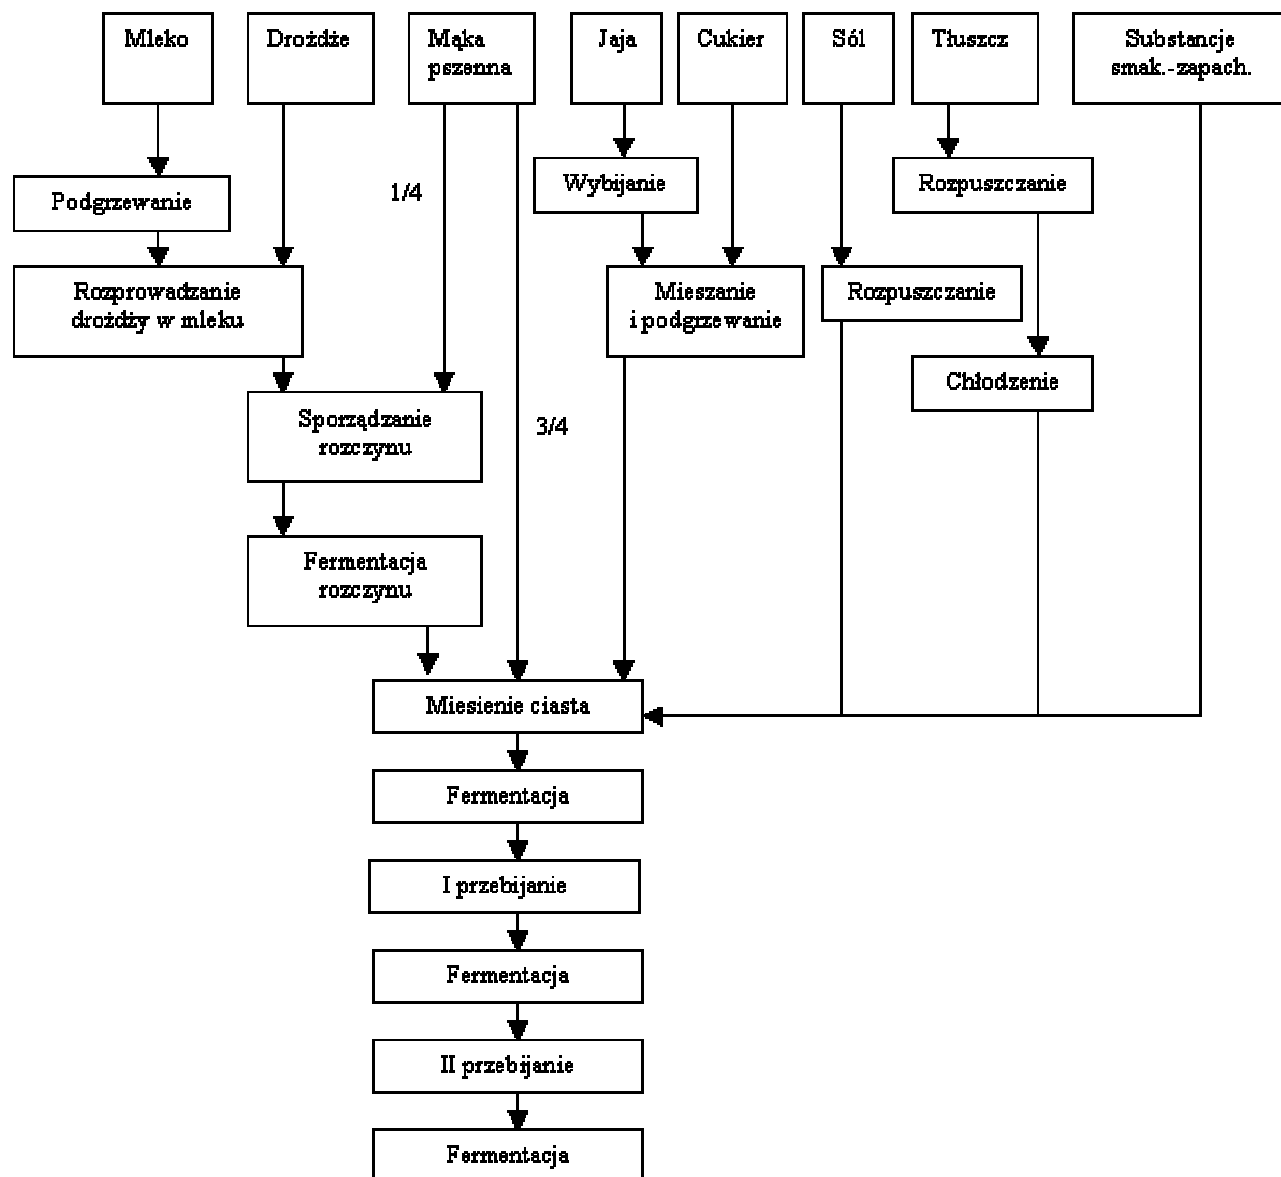 Mleko
Drożdże
Mąka
pszenna
Jaja
Cukier
Sól
Tłuszcz
Substancje
smak.-zapach.
Podgrzewanie
1/4
Wybijanie
Rozpuszczanie
Rozprowadzanie
drożdży w mleku
Mieszanie
i podgrzewanie
Rozpuszczanie
Chłodzenie
Sporządzanie
rozczynu
3/4
Fermentacja
rozczynu
Miesienie ciasta
Fermentacja
I przebijanie
Fermentacja
II przebijanie
Fermentacja